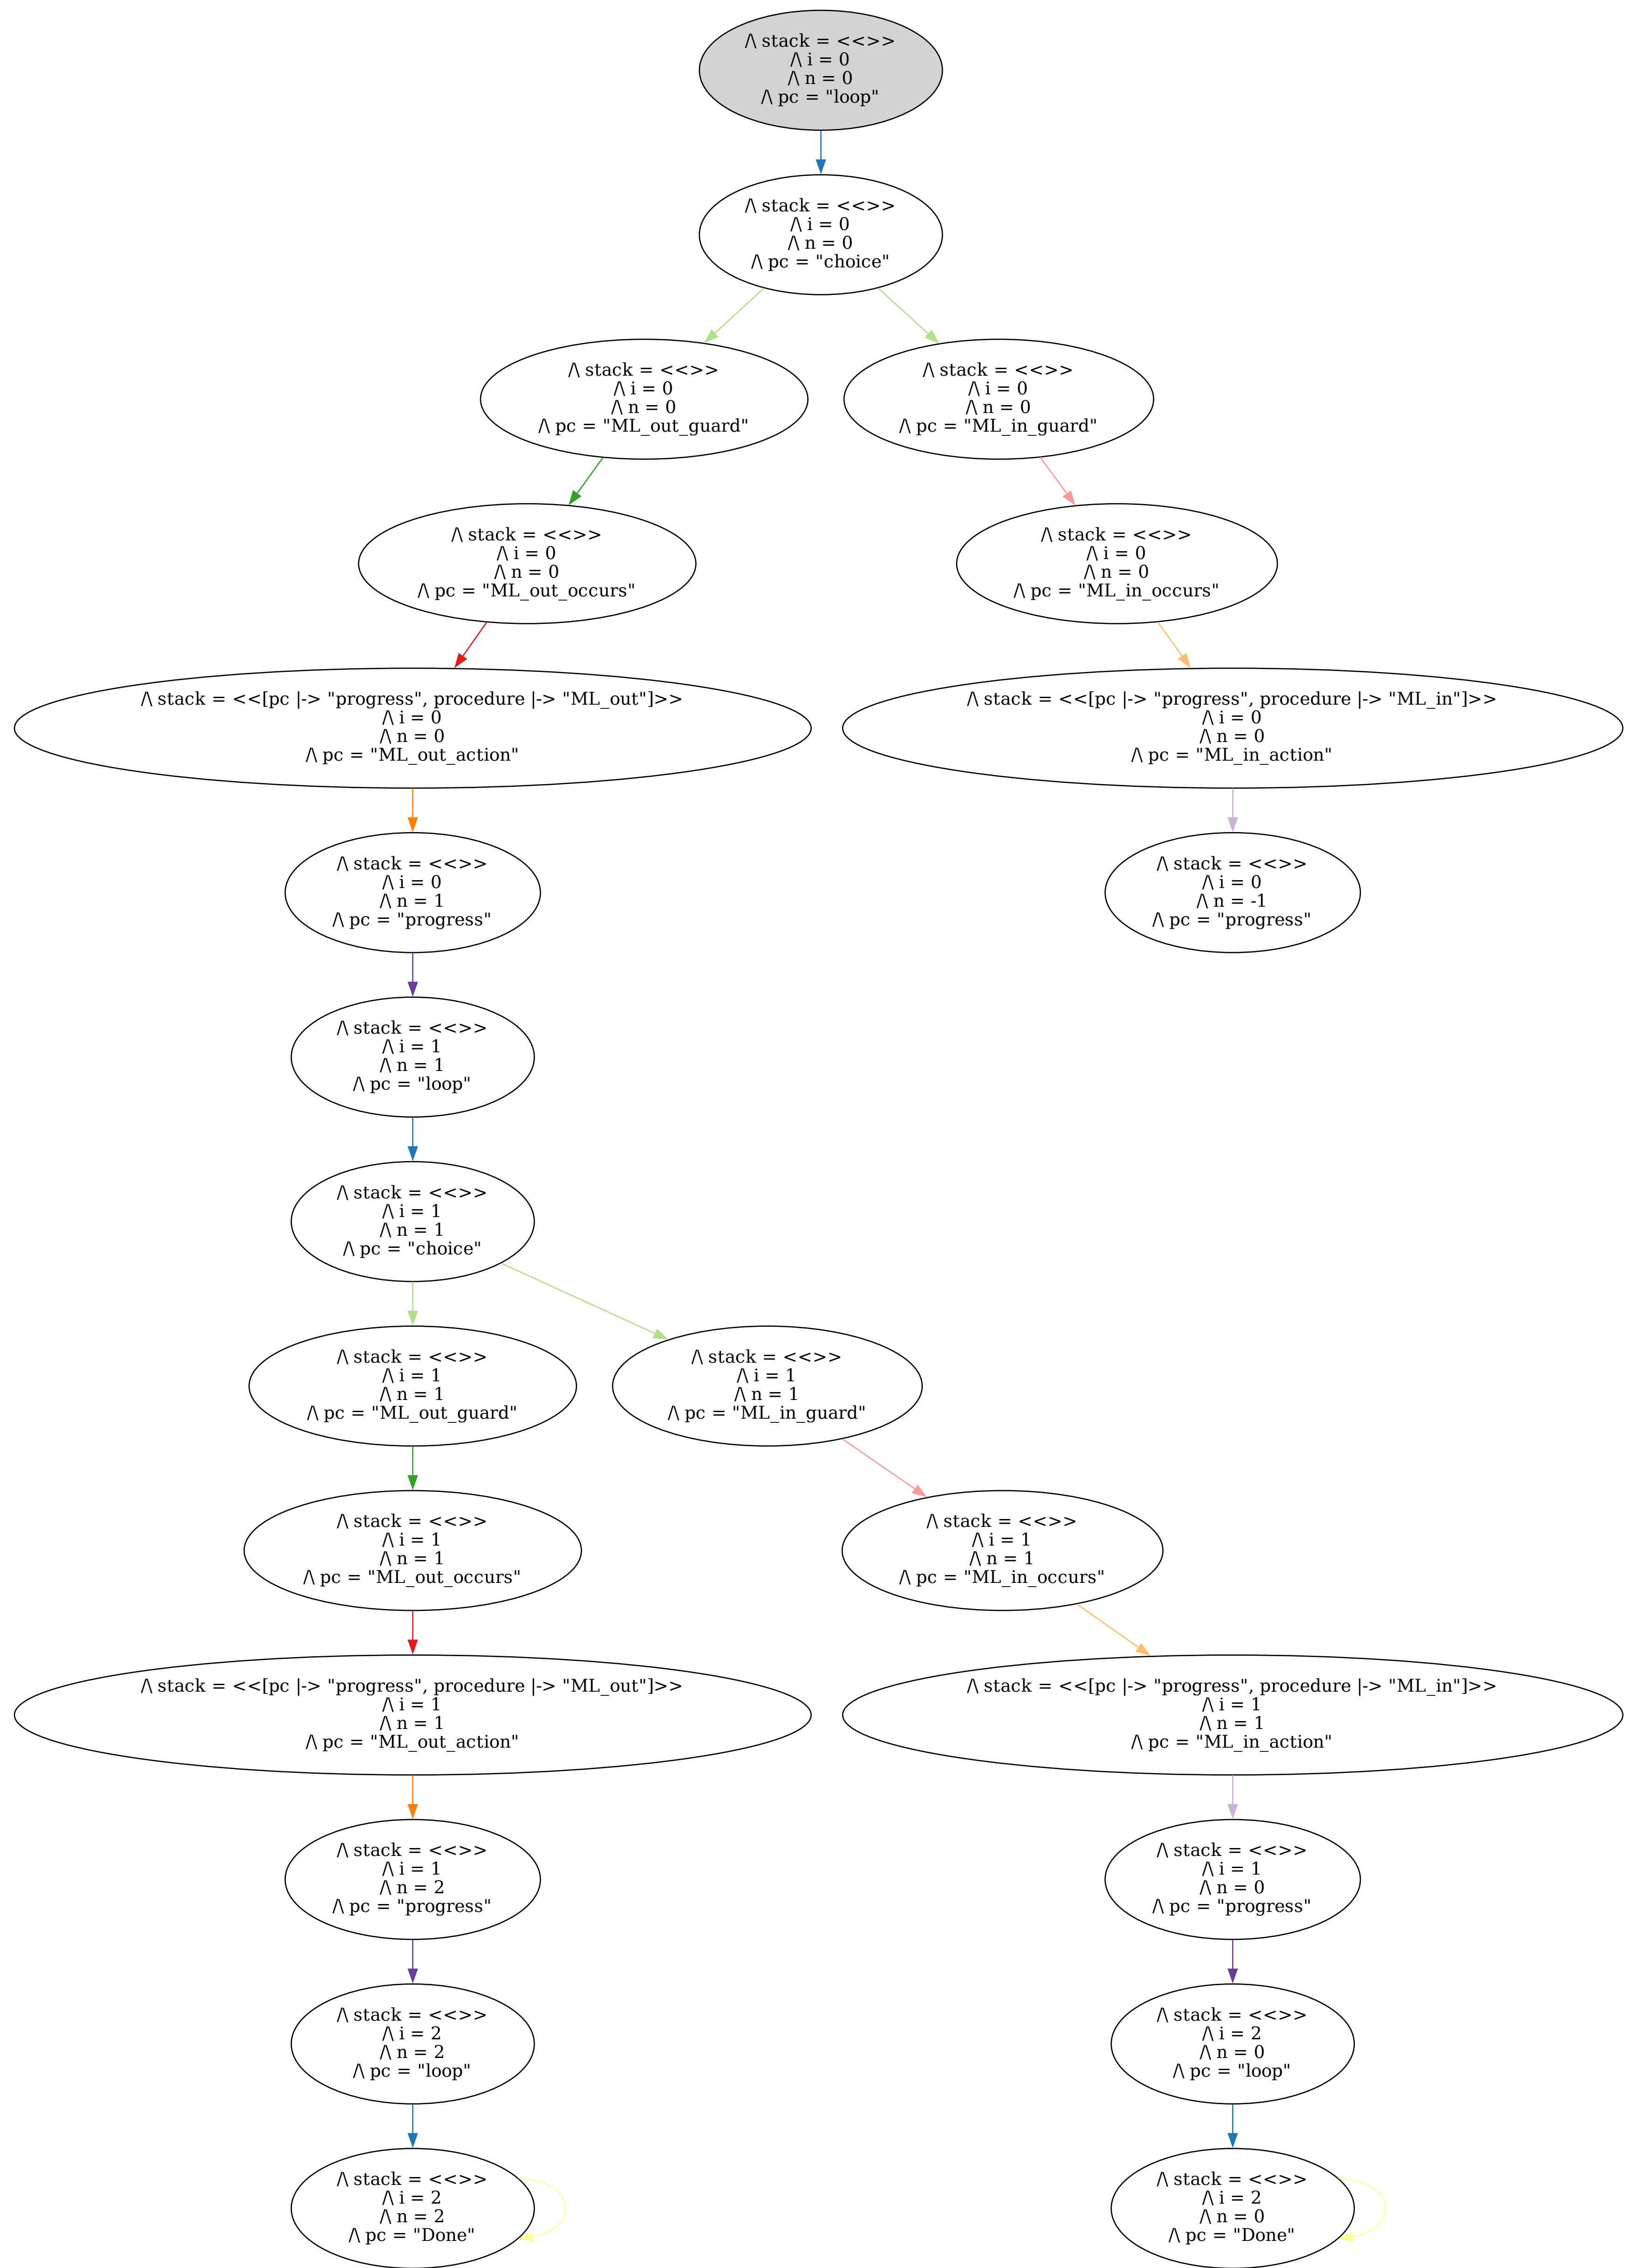 /\ stack = <<>>
/\ i = 0
/\ n = 0
/\ pc = "loop"
/\ stack = <<>>
/\ i = 0
/\ n = 0
/\ pc = "choice"
/\ stack = <<>>
/\ i = 0
/\ n = 0
/\ pc = "ML_out_guard"
/\ stack = <<>>
/\ i = 0
/\ n = 0
/\ pc = "ML_in_guard"
/\ stack = <<>>
/\ i = 0
/\ n = 0
/\ pc = "ML_out_occurs"
/\ stack = <<>>
/\ i = 0
/\ n = 0
/\ pc = "ML_in_occurs"
/\ stack = <<[pc |-> "progress", procedure |-> "ML_out"]>>
/\ i = 0
/\ n = 0
/\ pc = "ML_out_action"
/\ stack = <<[pc |-> "progress", procedure |-> "ML_in"]>>
/\ i = 0
/\ n = 0
/\ pc = "ML_in_action"
/\ stack = <<>>
/\ i = 0
/\ n = 1
/\ pc = "progress"
/\ stack = <<>>
/\ i = 0
/\ n = -1
/\ pc = "progress"
/\ stack = <<>>
/\ i = 1
/\ n = 1
/\ pc = "loop"
/\ stack = <<>>
/\ i = 1
/\ n = 1
/\ pc = "choice"
/\ stack = <<>>
/\ i = 1
/\ n = 1
/\ pc = "ML_out_guard"
/\ stack = <<>>
/\ i = 1
/\ n = 1
/\ pc = "ML_in_guard"
/\ stack = <<>>
/\ i = 1
/\ n = 1
/\ pc = "ML_out_occurs"
/\ stack = <<>>
/\ i = 1
/\ n = 1
/\ pc = "ML_in_occurs"
/\ stack = <<[pc |-> "progress", procedure |-> "ML_out"]>>
/\ i = 1
/\ n = 1
/\ pc = "ML_out_action"
/\ stack = <<[pc |-> "progress", procedure |-> "ML_in"]>>
/\ i = 1
/\ n = 1
/\ pc = "ML_in_action"
/\ stack = <<>>
/\ i = 1
/\ n = 2
/\ pc = "progress"
/\ stack = <<>>
/\ i = 1
/\ n = 0
/\ pc = "progress"
/\ stack = <<>>
/\ i = 2
/\ n = 2
/\ pc = "loop"
/\ stack = <<>>
/\ i = 2
/\ n = 0
/\ pc = "loop"
/\ stack = <<>>
/\ i = 2
/\ n = 2
/\ pc = "Done"
/\ stack = <<>>
/\ i = 2
/\ n = 0
/\ pc = "Done"